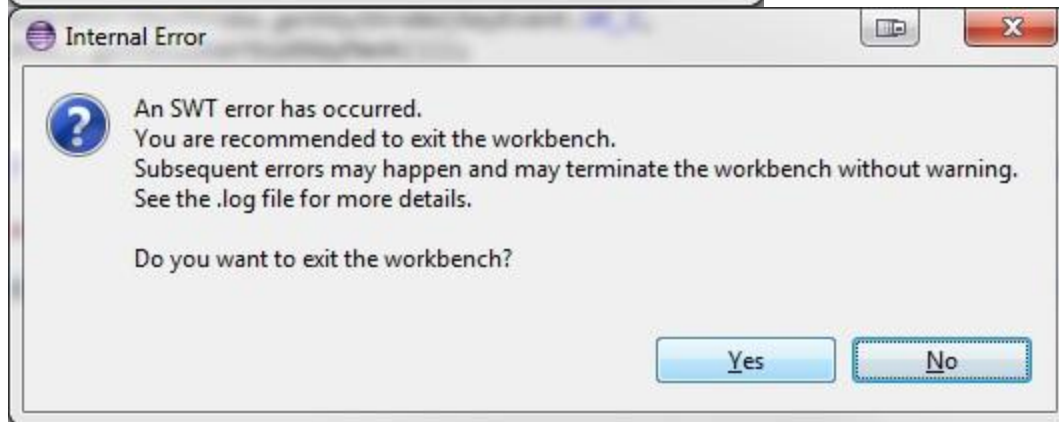 Internal Error
An SWT error has occurred.
You are recommended to exit the workbench.
Subsequent errors may happen and may terminate the workbench without warning.
See the .log file for more details.
Do you want to exit the workbench?
Yes
No